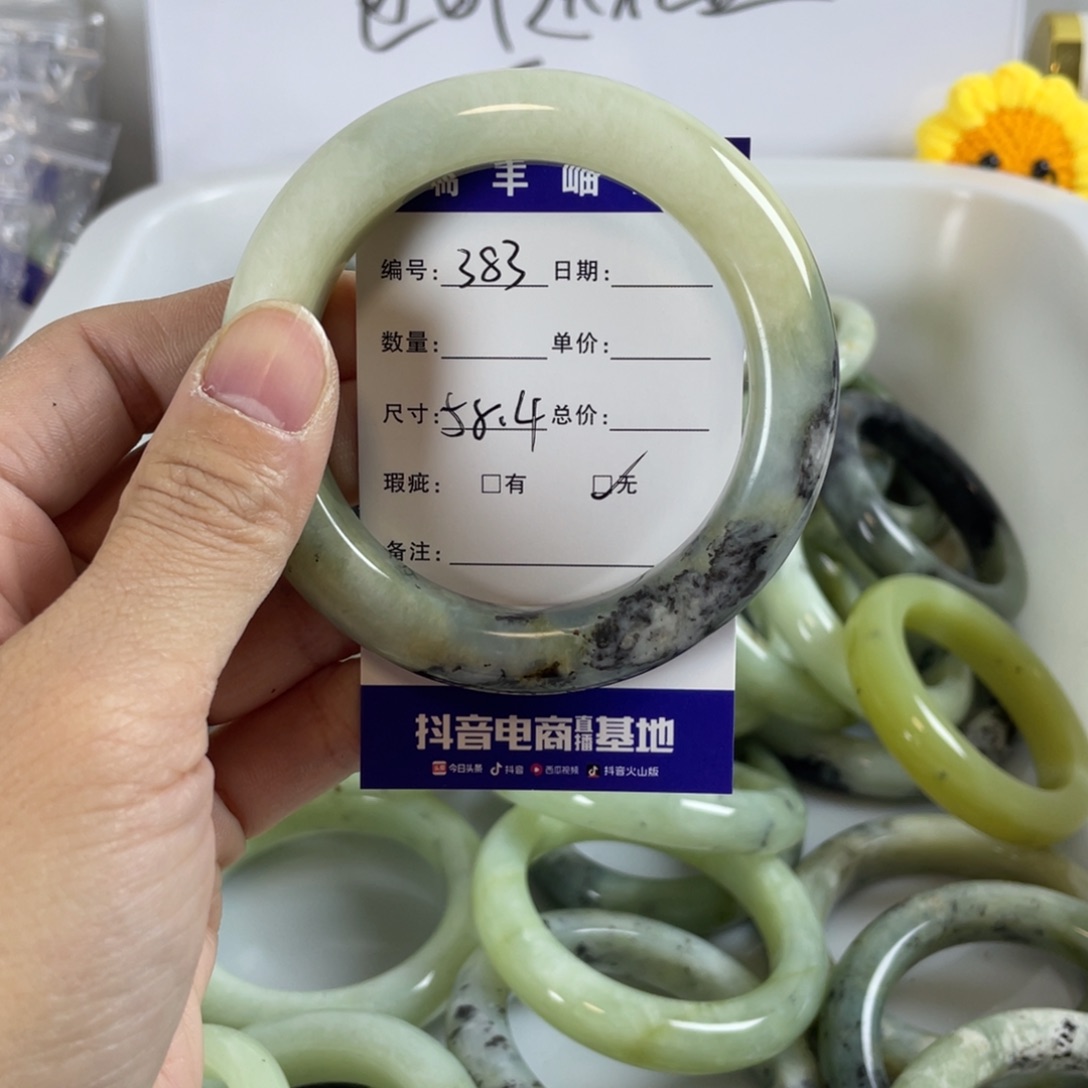 编号: 383 日期:
数量: 单价:
尺寸: 58.4 总价:
瑕疵: □有 ☑无
备注:
抖音电商直播基地
今日头条 抖音 西瓜视频 抖音火山版